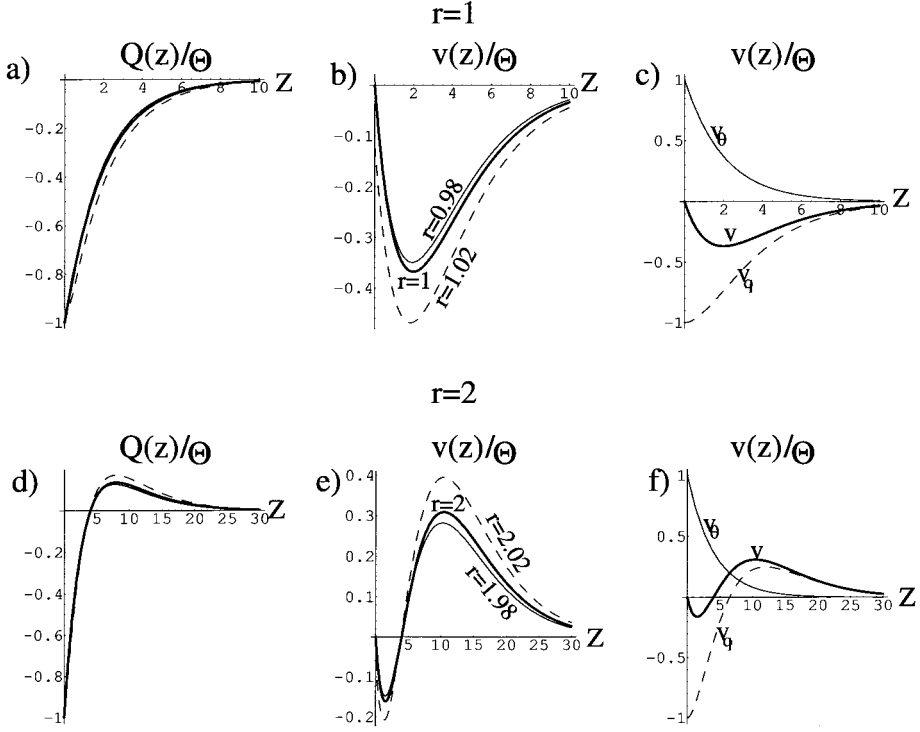 r=1
a)
Q(z)/Θ
Z
2 4 6 8 10
-0.2
-0.4
-0.6
-0.8
-1
b)
v(z)/Θ
Z
2 4 6 8 10
-0.1
-0.2
-0.3
-0.4
r=0.98
r=1
r=1.02
c)
v(z)/Θ
Z
1
0.5
2 4 6 8 10
-0.5
-1
vθ
v
vq
r=2
d)
Q(z)/Θ
Z
5 10 15 20 25 30
-0.2
-0.4
-0.6
-0.8
-1
e)
v(z)/Θ
Z
0.4
0.3
0.2
0.1
5 10 15 20 25 30
-0.1
-0.2
r=2
r=2.02
r=1.98
f)
v(z)/Θ
Z
1
0.5
5 10 15 20 25 30
-0.5
-1
vθ
v
vq